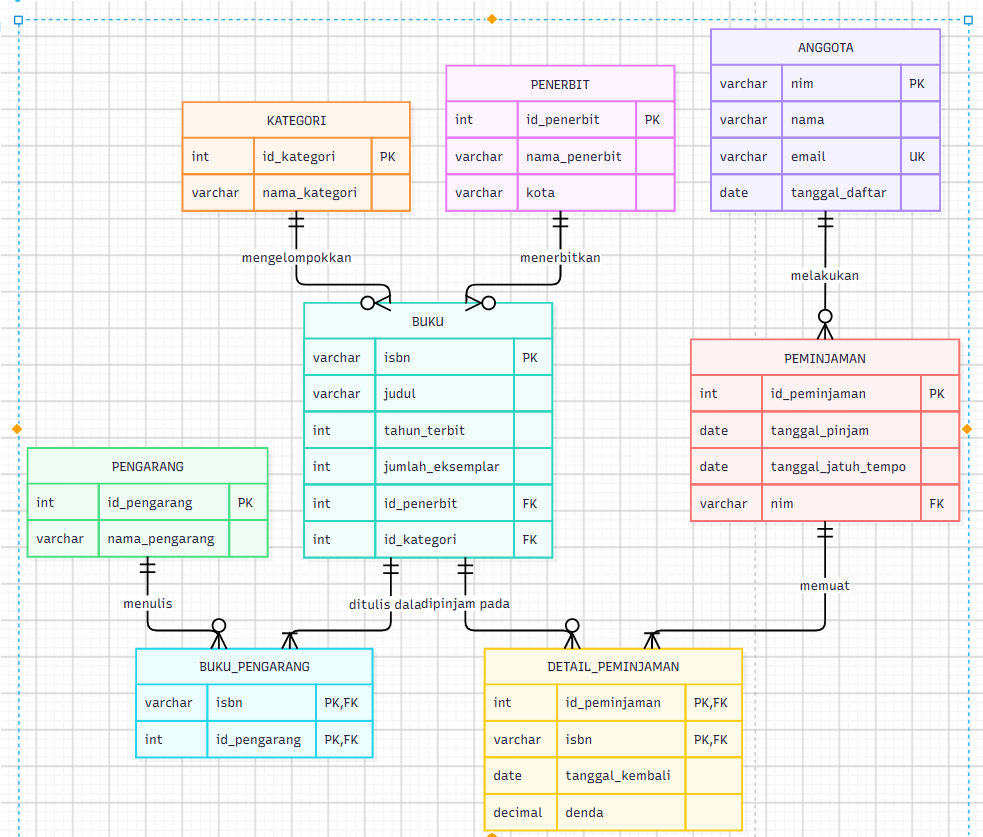 ANGGOTA
varchar nim PK
varchar nama
varchar email UK
date tanggal_daftar
PENERBIT
int id_penerbit PK
varchar nama_penerbit
varchar kota
KATEGORI
int id_kategori PK
varchar nama_kategori
mengelompokkan
menerbitkan
melakukan
BUKU
varchar isbn PK
varchar judul
int tahun_terbit
int jumlah_eksemplar
int id_penerbit FK
int id_kategori FK
PEMINJAMAN
int id_peminjaman PK
date tanggal_pinjam
date tanggal_jatuh_tempo
varchar nim FK
PENGARANG
int id_pengarang PK
varchar nama_pengarang
menulis
ditulis dala
dipinjam pada
memuat
BUKU_PENGARANG
varchar isbn PK,FK
int id_pengarang PK,FK
DETAIL_PEMINJAMAN
int id_peminjaman PK,FK
varchar isbn PK,FK
date tanggal_kembali
decimal denda